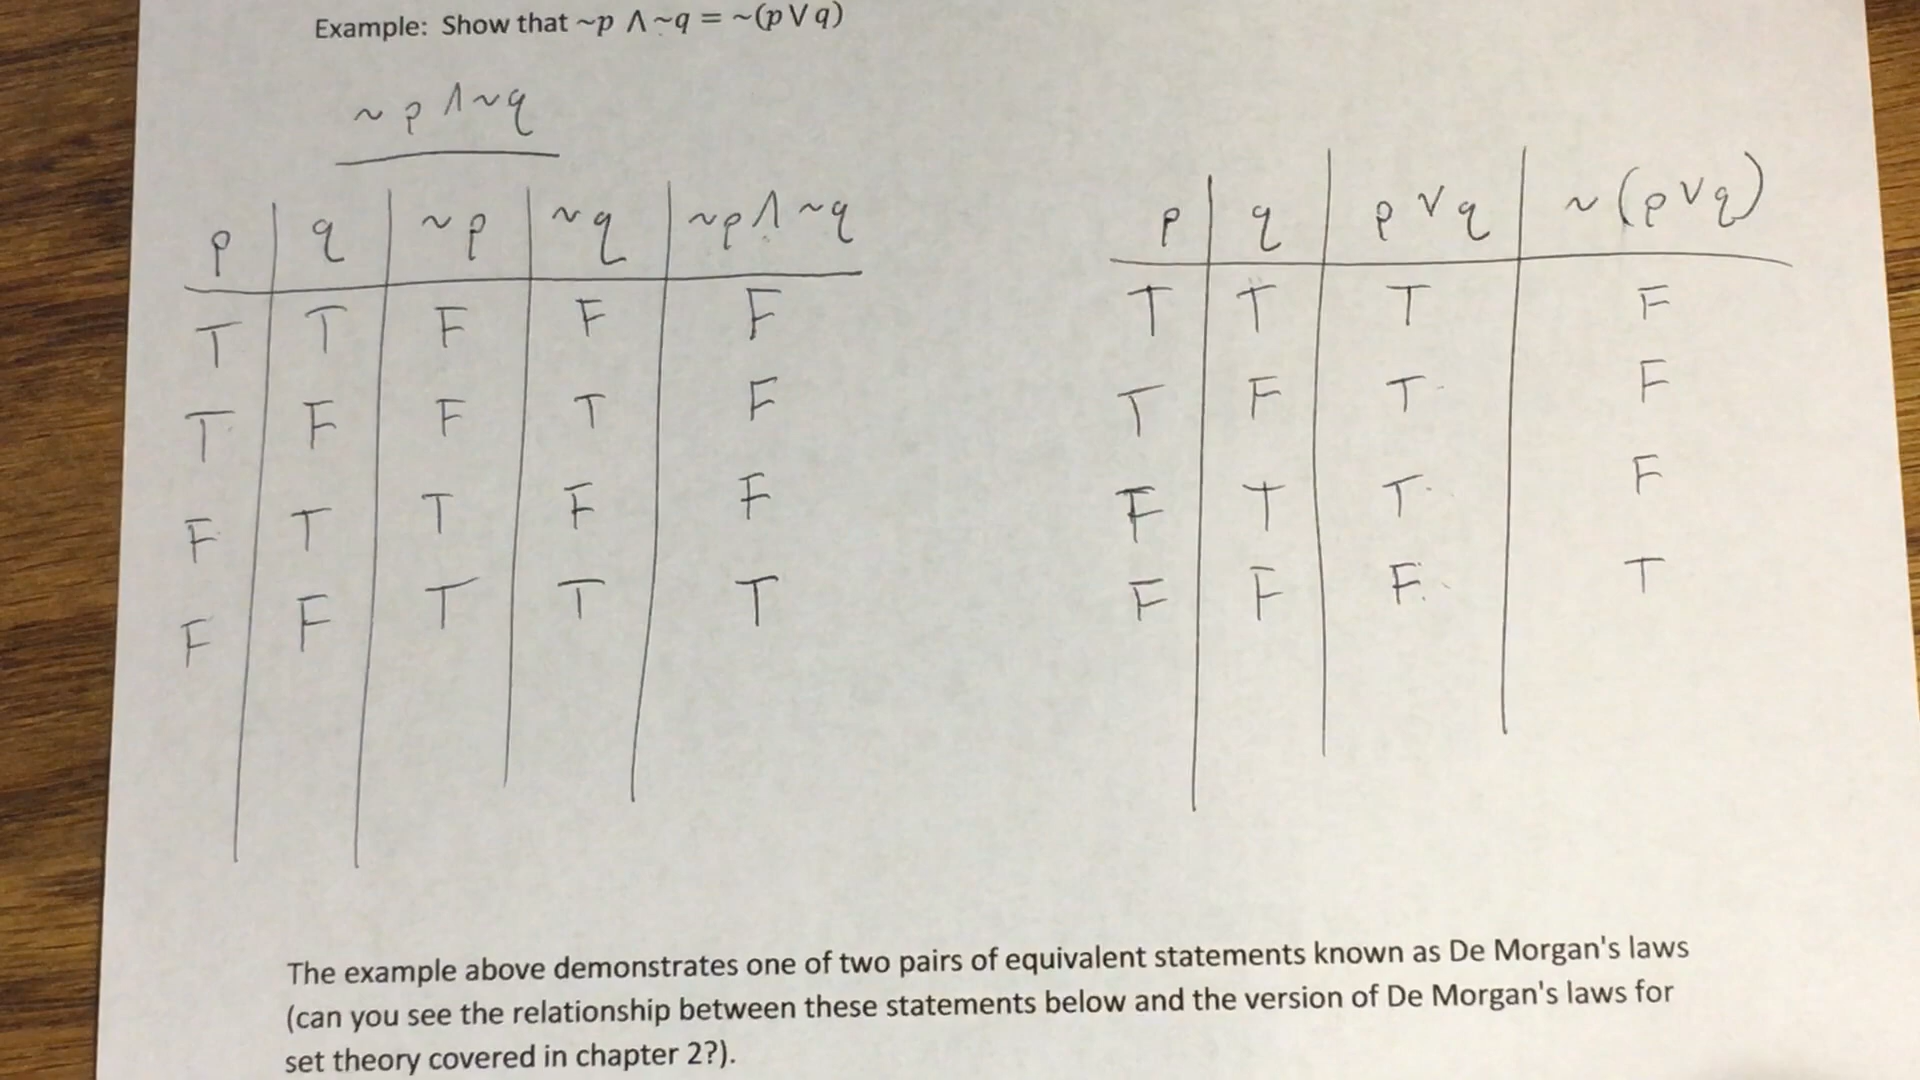 Example: Show that ~p ∧ ~q = ~(p ∨ q)
~p ∧ ~q
p q ~p ~q ~p ∧ ~q
T T F F F
T F F T F
F T T F F
F F T T T
p q p ∨ q ~(p ∨ q)
T T T F
T F T F
F T T F
F F F T
The example above demonstrates one of two pairs of equivalent statements known as De Morgan's laws
(can you see the relationship between these statements below and the version of De Morgan's laws for
set theory covered in chapter 2?).